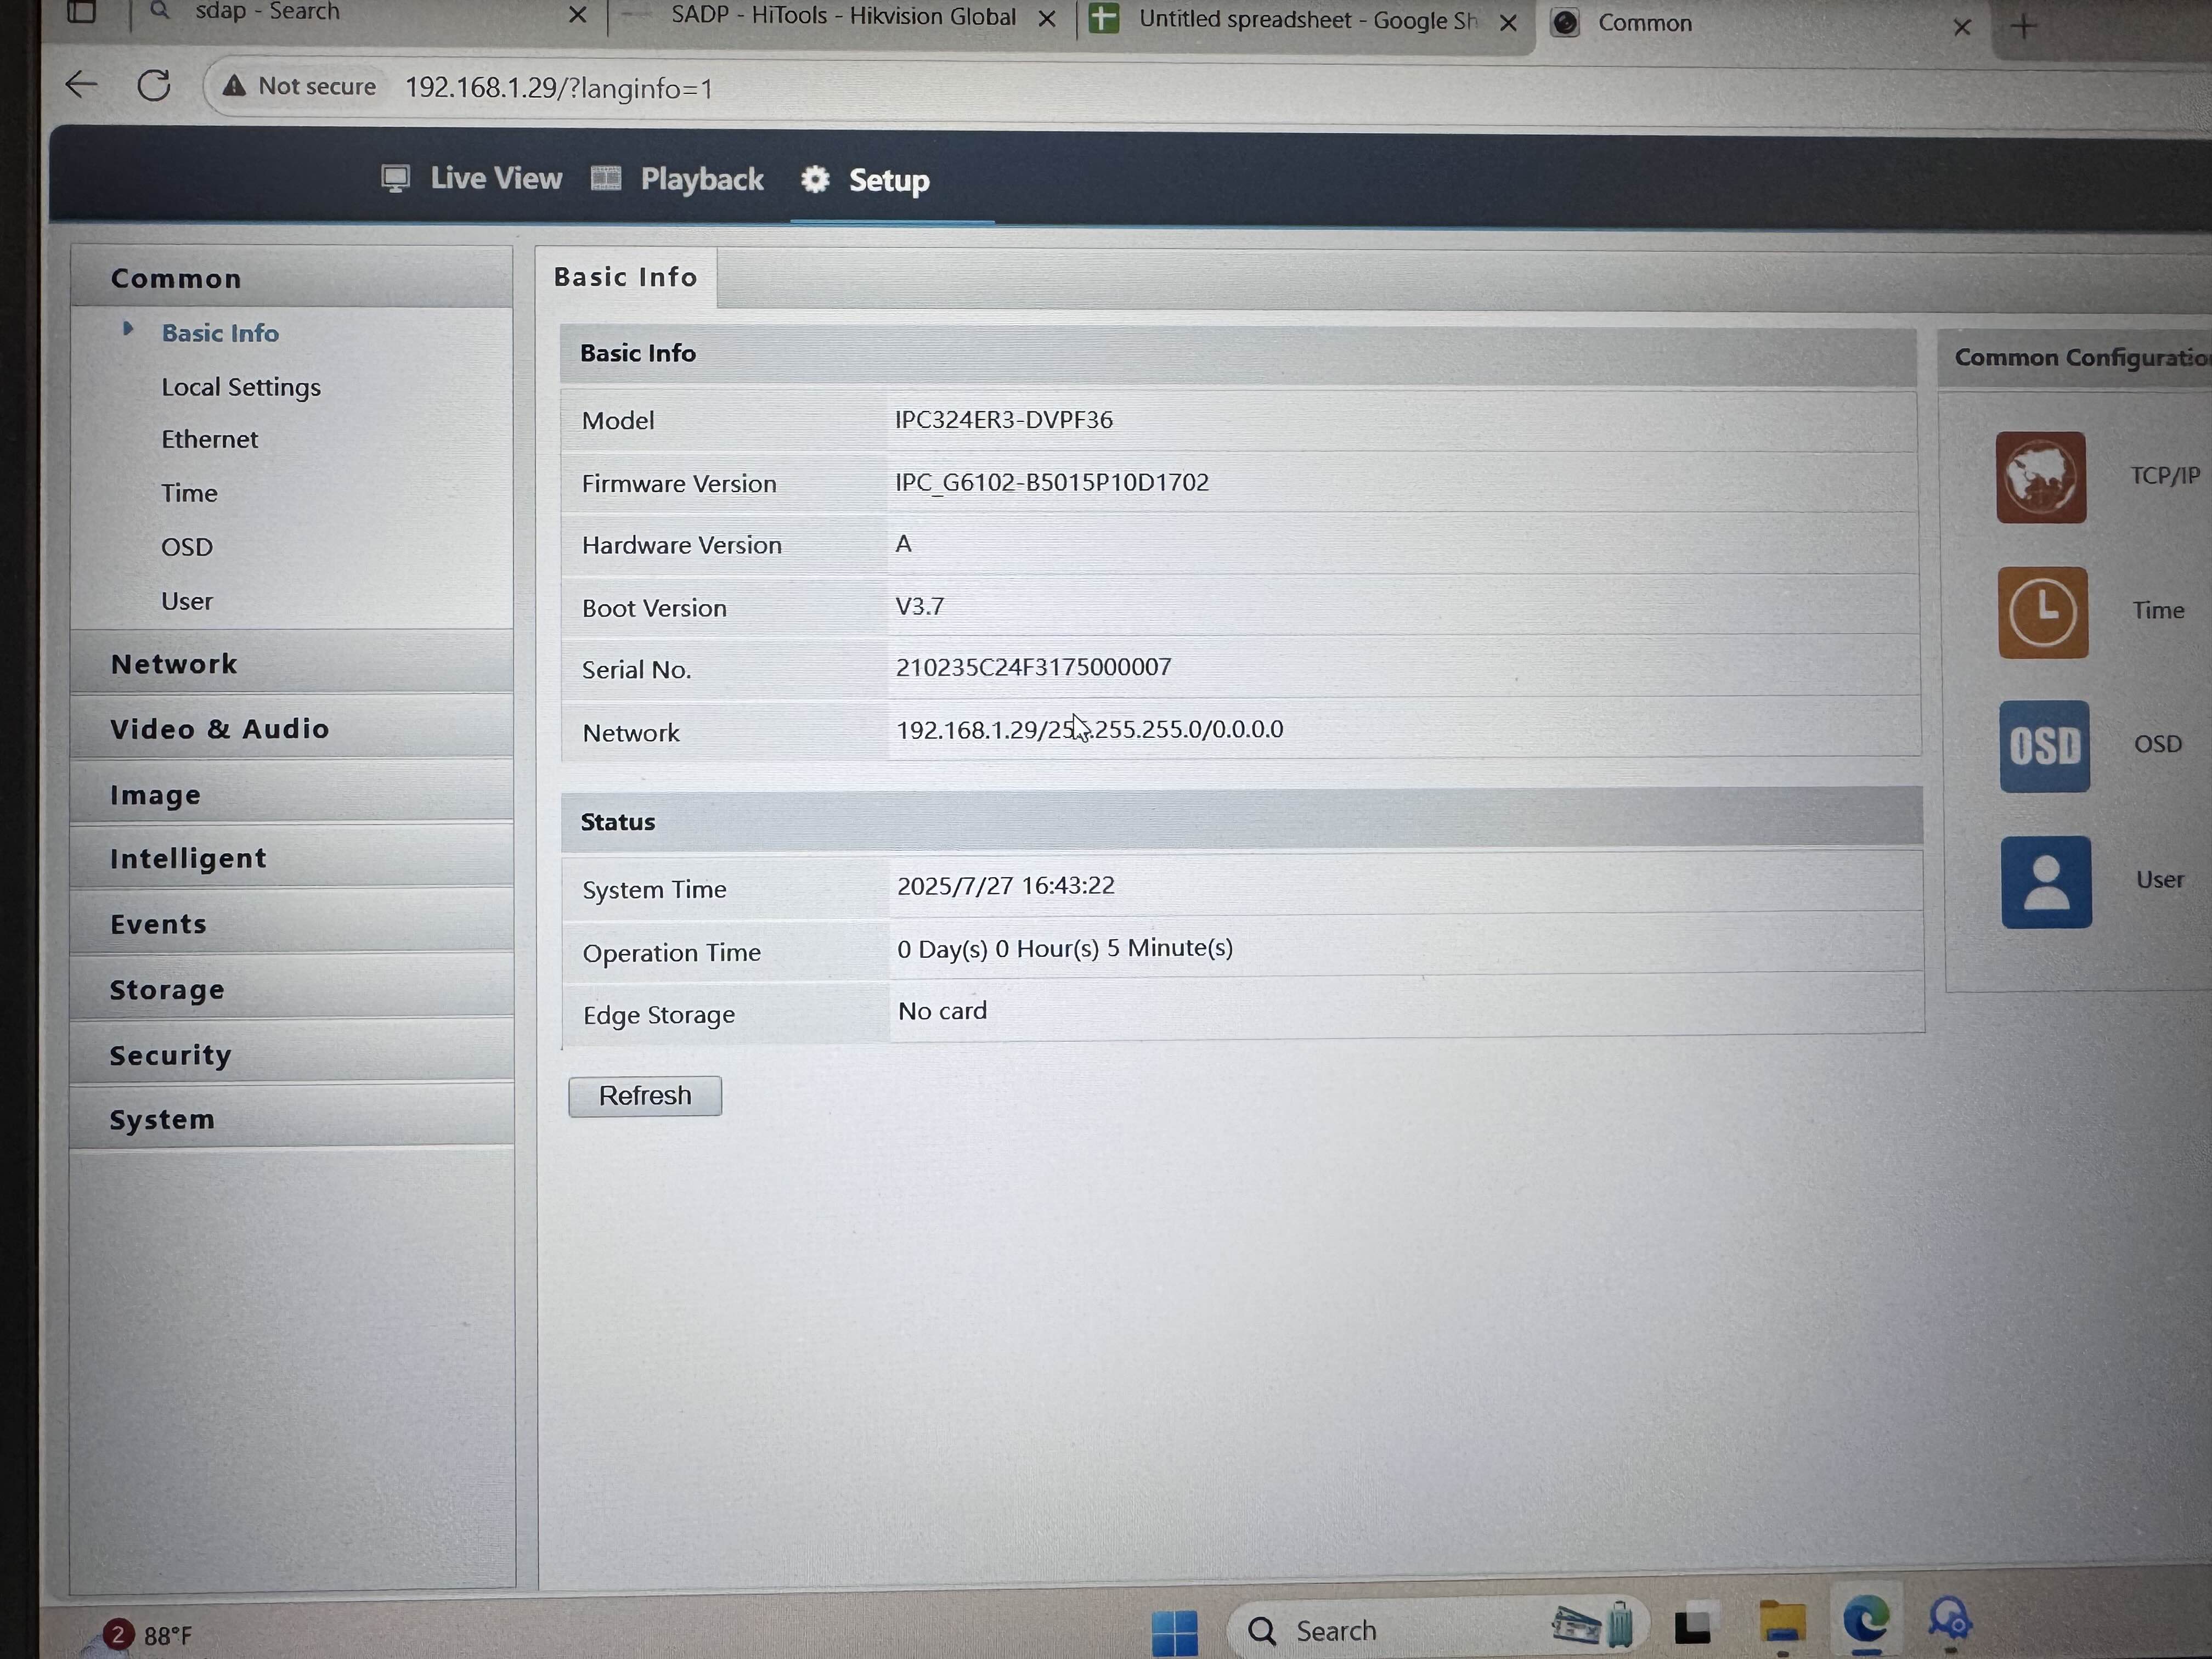 sdap - Search
SADP - HiTools - Hikvision Global
Untitled spreadsheet - Google Sh
Common
Not secure
192.168.1.29/?langinfo=1
Live View
Playback
Setup
Common
Basic Info
Local Settings
Ethernet
Time
OSD
User
Network
Video & Audio
Image
Intelligent
Events
Storage
Security
System
Basic Info
Basic Info
Model IPC324ER3-DVPF36
Firmware Version IPC_G6102-B5015P10D1702
Hardware Version A
Boot Version V3.7
Serial No. 210235C24F3175000007
Network 192.168.1.29/25 .255.255.0/0.0.0.0
Status
System Time 2025/7/27 16:43:22
Operation Time 0 Day(s) 0 Hour(s) 5 Minute(s)
Edge Storage No card
Refresh
Common Configuratio
TCP/IP
Time
OSD OSD
User
2 88°F
Search